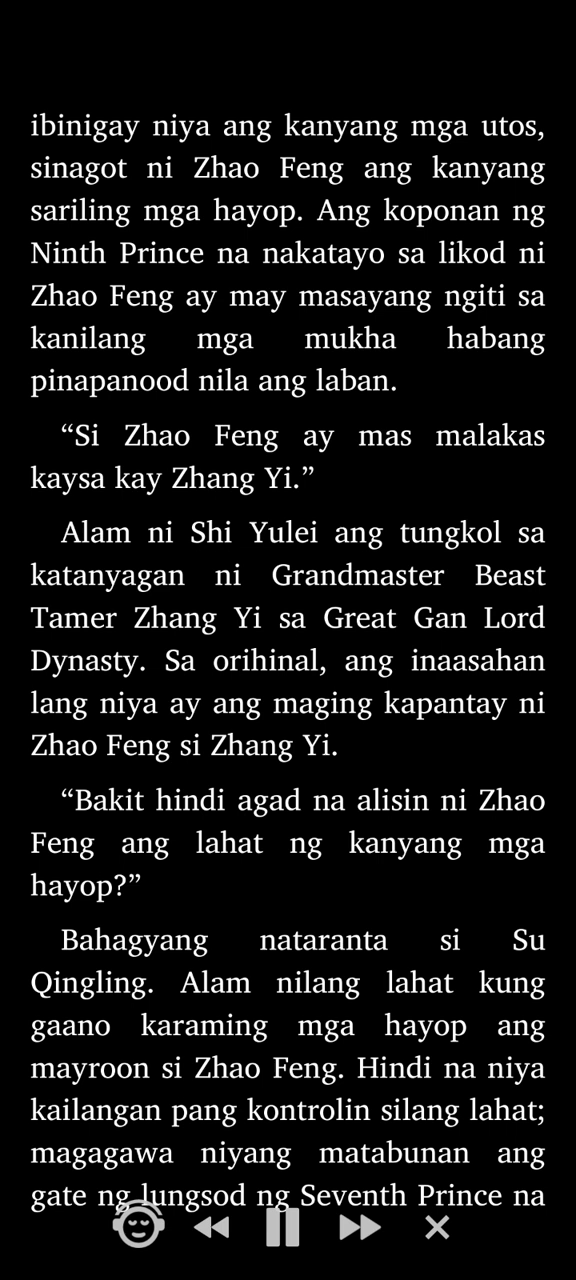 ibinigay niya ang kanyang mga utos,
sinagot ni Zhao Feng ang kanyang
sariling mga hayop. Ang koponan ng
Ninth Prince na nakatayo sa likod ni
Zhao Feng ay may masayang ngiti sa
kanilang mga mukha habang
pinapanood nila ang laban.
“Si Zhao Feng ay mas malakas
kaysa kay Zhang Yi.”
Alam ni Shi Yulei ang tungkol sa
katanyagan ni Grandmaster Beast
Tamer Zhang Yi sa Great Gan Lord
Dynasty. Sa orihinal, ang inaasahan
lang niya ay ang maging kapantay ni
Zhao Feng si Zhang Yi.
“Bakit hindi agad na alisin ni Zhao
Feng ang lahat ng kanyang mga
hayop?”
Bahagyang nataranta si Su
Qingling. Alam nilang lahat kung
gaano karaming mga hayop ang
mayroon si Zhao Feng. Hindi na niya
kailangan pang kontrolin silang lahat;
magagawa niyang matabunan ang
gate ng lungsod ng Seventh Prince na